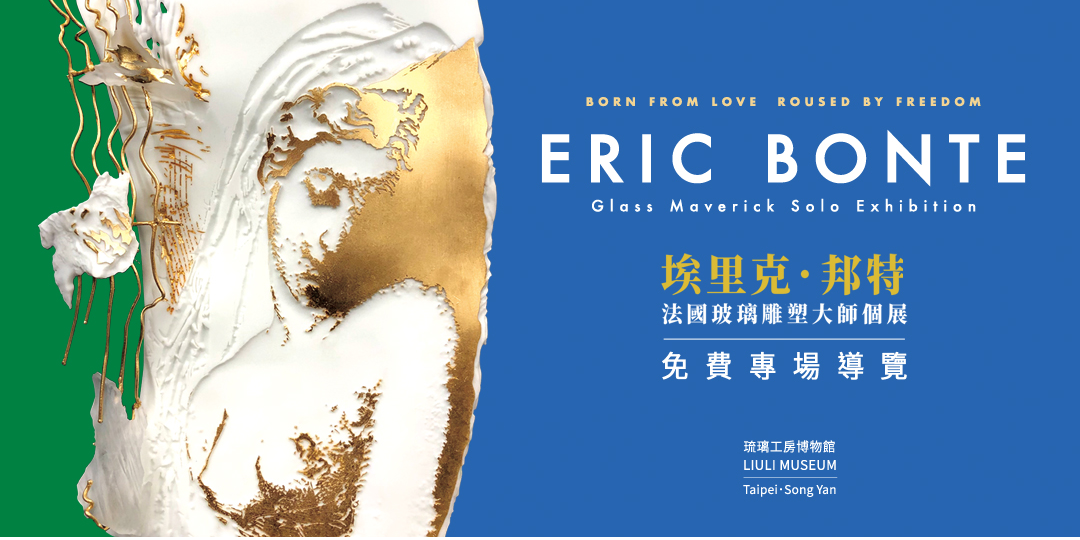 BORN FROM LOVE ROUSED BY FREEDOM
ERIC BONTE
Glass Maverick Solo Exhibition
埃里克·邦特
法國玻璃雕塑大師個展
免費專場導覽
琉璃工房博物館
LIULI MUSEUM
Taipei·Song Yan